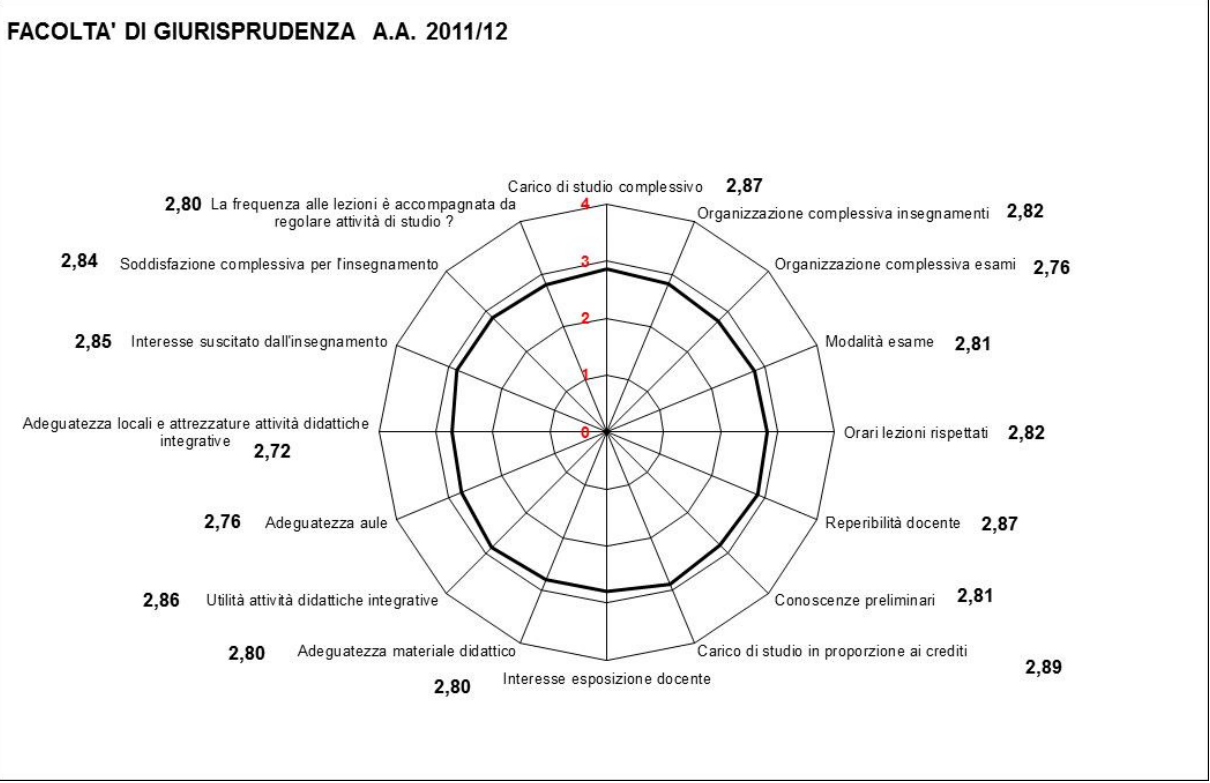 FACOLTA' DI GIURISPRUDENZA A.A. 2011/12
Carico di studio complessivo 2,87
2,80 La frequenza alle lezioni è accompagnata da
regolare attività di studio ?
4
Organizzazione complessiva insegnamenti 2,82
2,84 Soddisfazione complessiva per l'insegnamento
3
Organizzazione complessiva esami 2,76
2
2,85 Interesse suscitato dall'insegnamento
Modalità esame 2,81
1
Adeguatezza locali e attrezzature attività didattiche
integrative 2,72
0
Orari lezioni rispettati 2,82
2,76 Adeguatezza aule
Reperibilità docente 2,87
2,86 Utilità attività didattiche integrative
Conoscenze preliminari 2,81
2,80 Adeguatezza materiale didattico
Carico di studio in proporzione ai crediti
2,89
Interesse esposizione docente
2,80